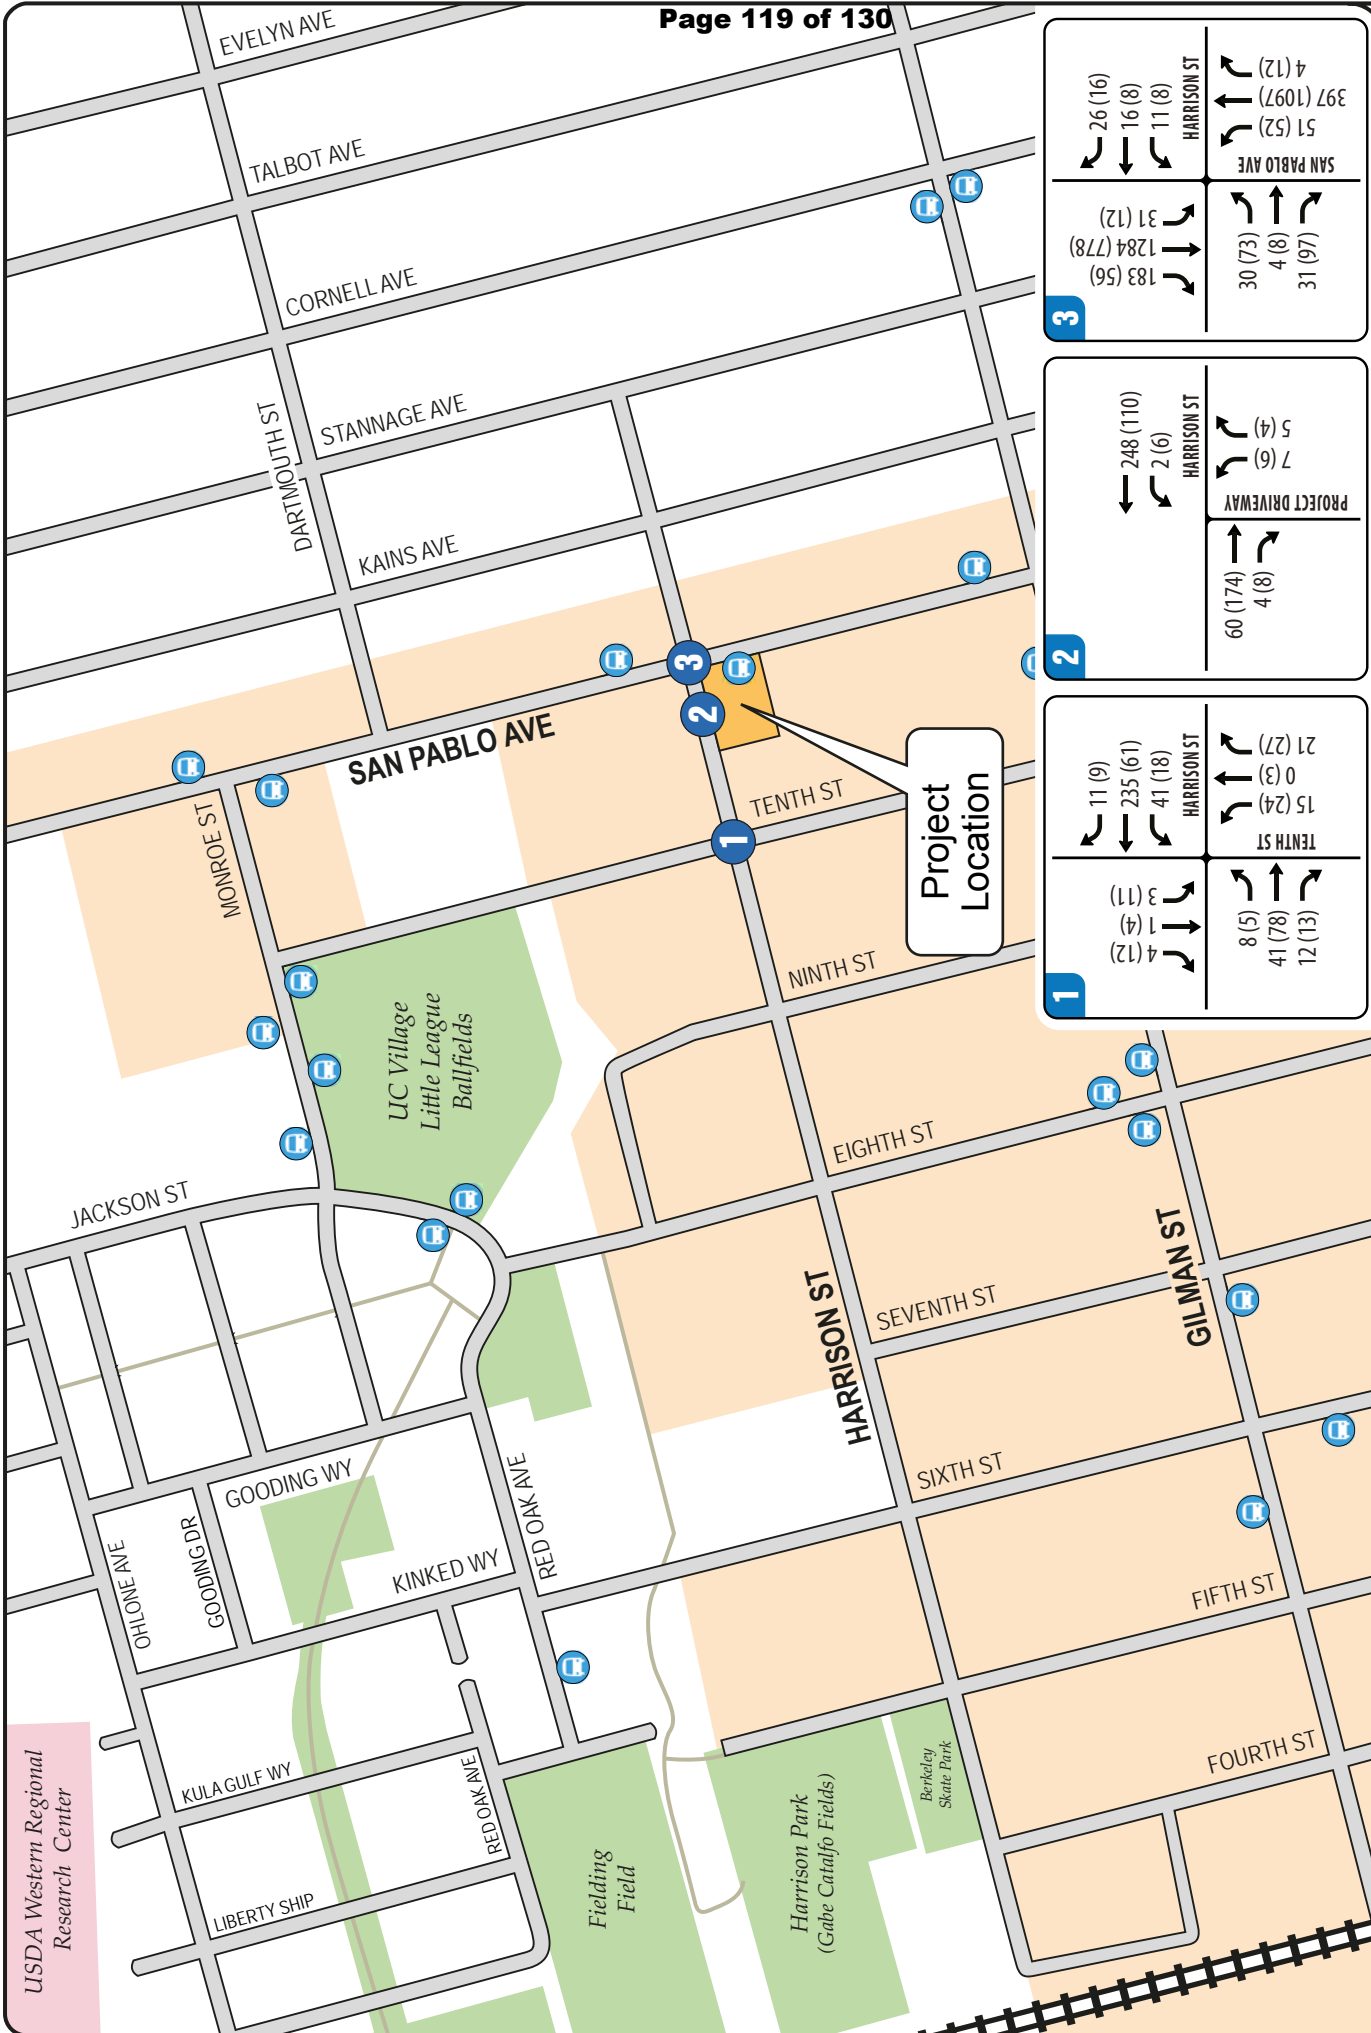 Page 119 of 130
EVELYN AVE
TALBOT AVE
CORNELL AVE
STANNAGE AVE
DARTMOUTH ST
KAINS AVE
SAN PABLO AVE
MONROE ST
TENTH ST
Project
Location
NINTH ST
UC Village
Little League
Ballfields
EIGHTH ST
JACKSON ST
HARRISON ST
SEVENTH ST
GILMAN ST
SIXTH ST
RED OAK AVE
GOODING WY
GOODING DR
OHLONE AVE
KINKED WY
FIFTH ST
FOURTH ST
USDA Western Regional
Research Center
KULA GULF WY
RED OAK AVE
LIBERTY SHIP
Fielding
Field
Harrison Park
(Gabe Catalfo Fields)
Berkeley
Skate Park
1
2
3
1
4 (12)
1 (4)
3 (11)
11 (9)
235 (61)
41 (18)
HARRISON ST
8 (5)
41 (78)
12 (13)
TENTH ST
15 (24)
0 (3)
21 (27)
2
248 (110)
2 (6)
HARRISON ST
60 (174)
4 (8)
PROJECT DRIVEWAY
7 (6)
5 (4)
3
183 (56)
1284 (778)
31 (12)
26 (16)
16 (8)
11 (8)
HARRISON ST
30 (73)
4 (8)
31 (97)
SAN PABLO AVE
51 (52)
397 (1097)
4 (12)